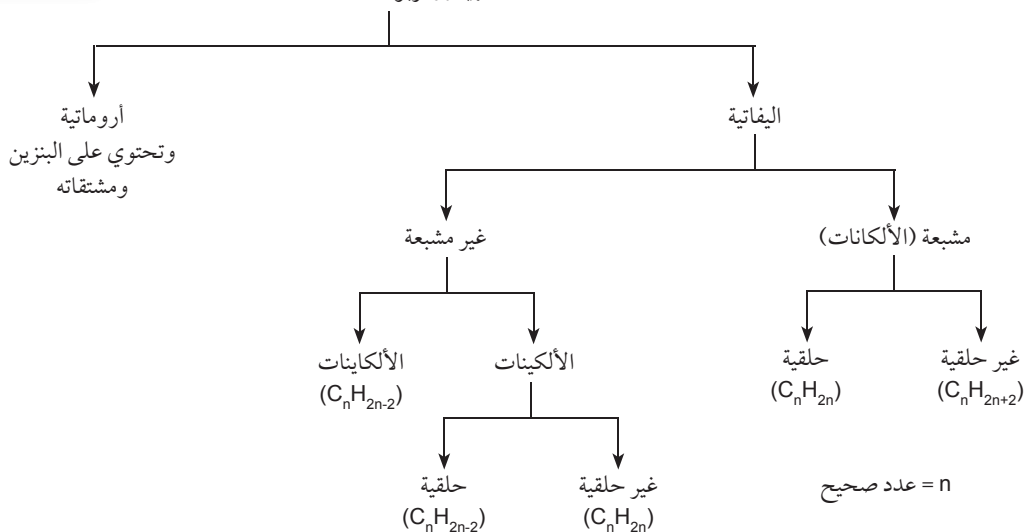 أروماتية
وتحتوي على البنزين
ومشتقاته
اليفاتية
غير مشبعة
مشبعة (الألكانات)
الألكاينات
(CₙH₂ₙ₋₂)
الألكينات
حلقية
(CₙH₂ₙ)
غير حلقية
(CₙH₂ₙ₊₂)
حلقية
(CₙH₂ₙ₋₂)
غير حلقية
(CₙH₂ₙ)
n = عدد صحيح